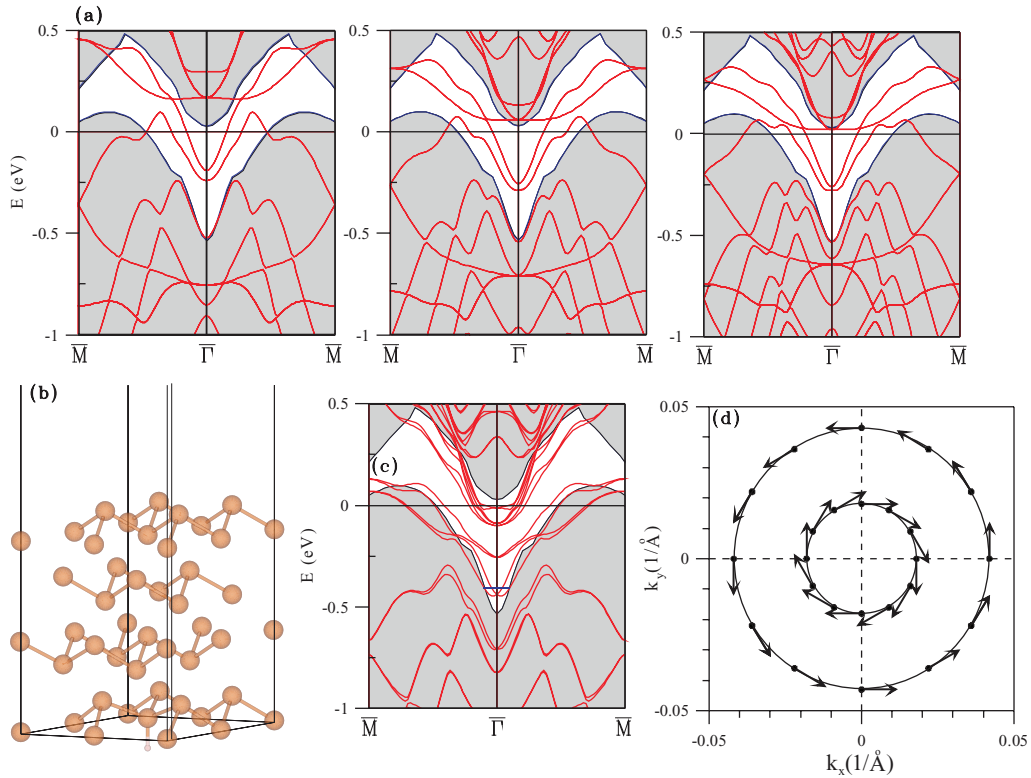 (a)
E (eV)
0.5
0
-0.5
-1
M̅ Γ̅ M̅
0.5
0
-0.5
-1
M̅ Γ̅ M̅
0.5
0
-0.5
-1
M̅ Γ̅ M̅
(b)
(c)
E (eV)
0.5
0
-0.5
-1
M̅ Γ̅ M̅
(d)
k_y(1/Å)
0.05
0
-0.05
-0.05 0 0.05
k_x(1/Å)